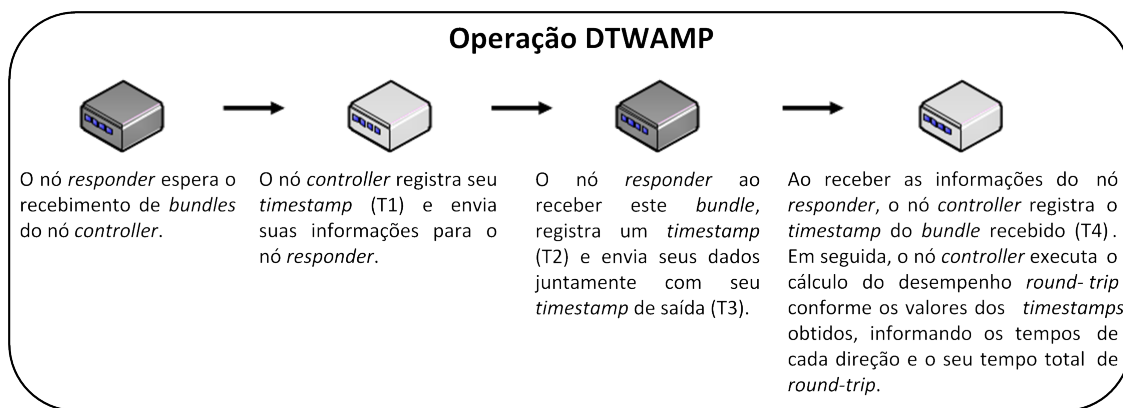 Operação DTWAMP
O nó responder espera o
recebimento de bundles
do nó controller.
O nó controller registra seu
timestamp (T1) e envia
suas informações para o
nó responder.
O nó responder ao
receber este bundle,
registra um timestamp
(T2) e envia seus dados
juntamente com seu
timestamp de saída (T3).
Ao receber as informações do nó
responder, o nó controller registra o
timestamp do bundle recebido (T4).
Em seguida, o nó controller executa o
cálculo do desempenho round-trip
conforme os valores dos timestamps
obtidos, informando os tempos de
cada direção e o seu tempo total de
round-trip.